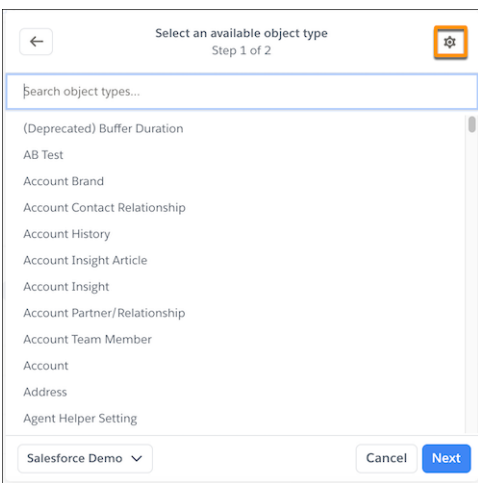 Select an available object type
Step 1 of 2
Search object types...
(Deprecated) Buffer Duration
AB Test
Account Brand
Account Contact Relationship
Account History
Account Insight Article
Account Insight
Account Partner/Relationship
Account Team Member
Account
Address
Agent Helper Setting
Salesforce Demo
Cancel
Next